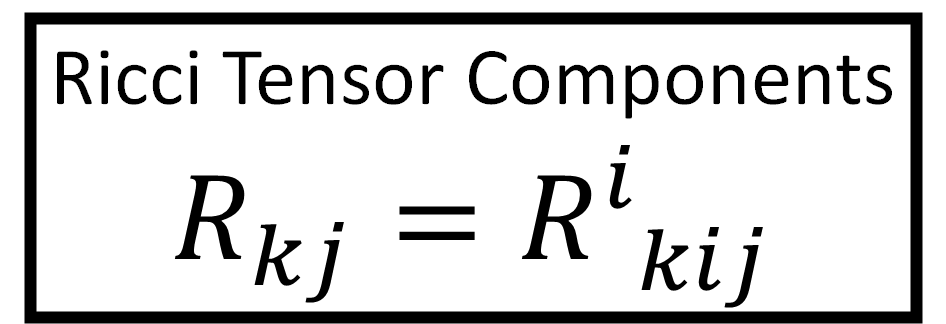 Ricci Tensor Components
R_{kj} = R^{i}_{kij}